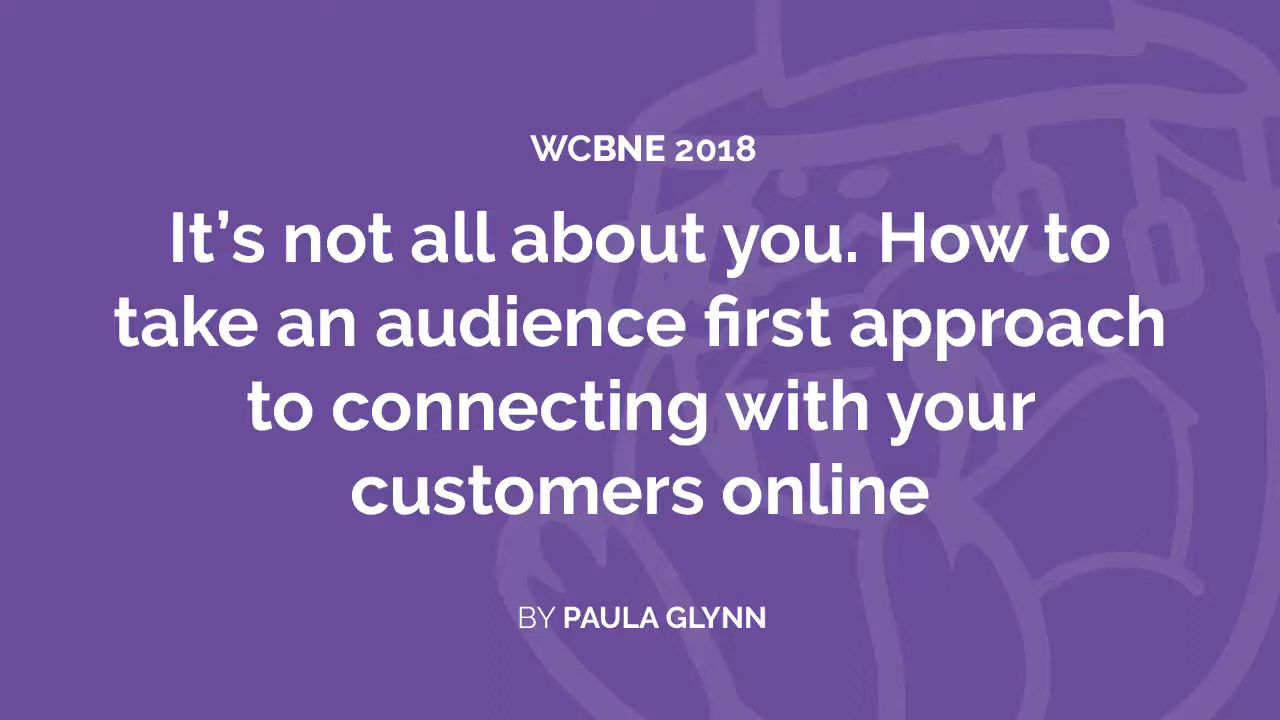 WCBNE 2018
It’s not all about you. How to
take an audience first approach
to connecting with your
customers online
BY PAULA GLYNN